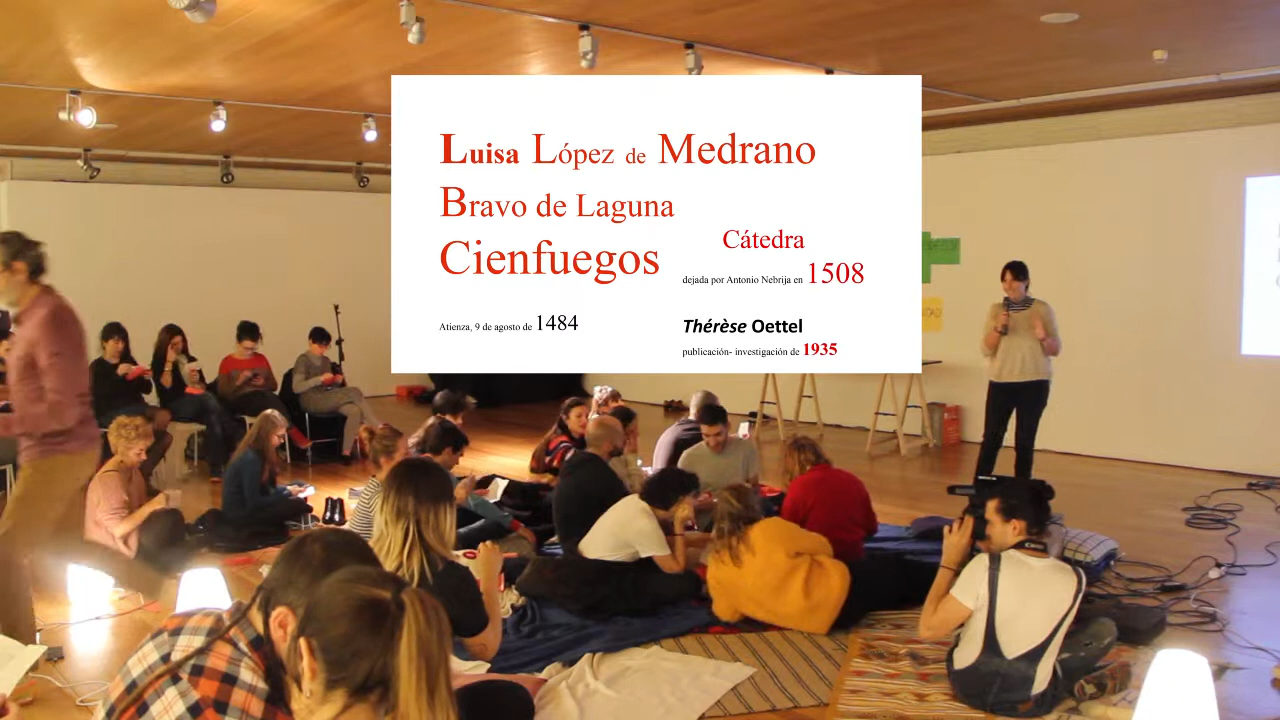 Luisa López de Medrano
Bravo de Laguna
Cienfuegos
Cátedra
dejada por Antonio Nebrija en 1508
Atienza, 9 de agosto de 1484
Thérèse Oettel
publicación- investigación de 1935